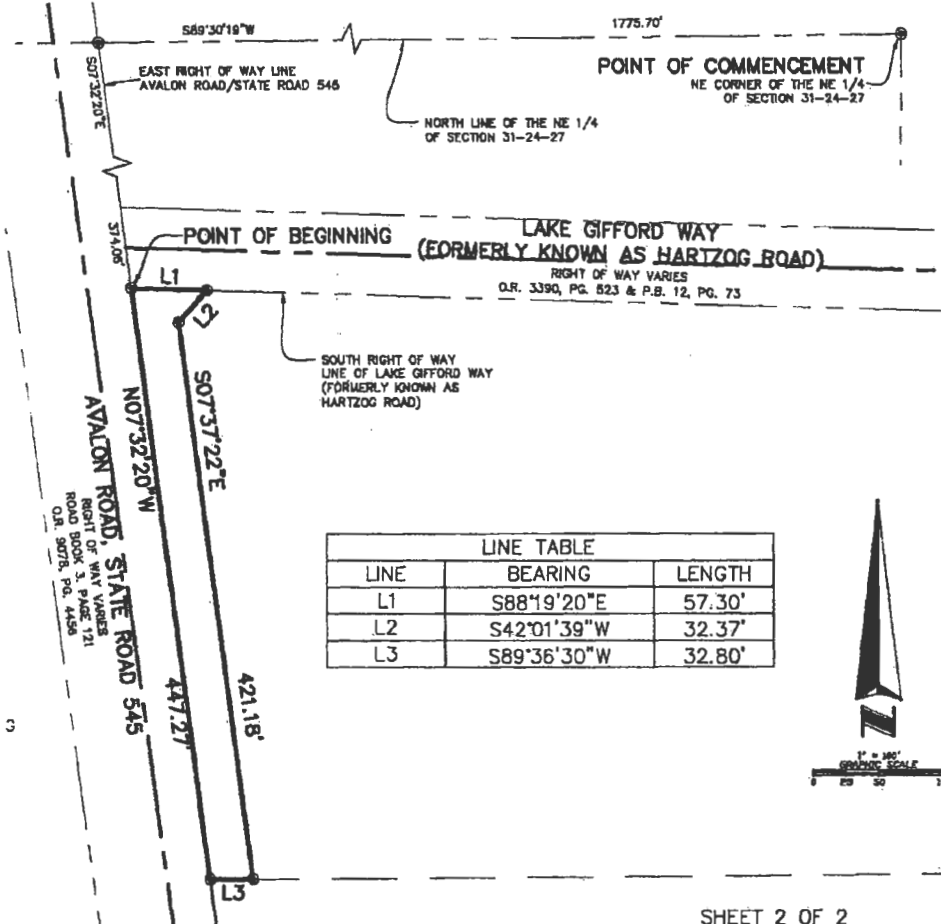 S89°30'19"W
1775.70'
POINT OF COMMENCEMENT
NE CORNER OF THE NE 1/4
OF SECTION 31-24-27
S07°32'20"E
EAST RIGHT OF WAY LINE
AVALON ROAD/STATE ROAD 545
NORTH LINE OF THE NE 1/4
OF SECTION 31-24-27
374.06'
POINT OF BEGINNING
LAKE GIFFORD WAY
(FORMERLY KNOWN AS HARTZOG ROAD)
RIGHT OF WAY VARIES
O.R. 3390, PG. 523 & P.B. 12, PG. 73
L1
L2
SOUTH RIGHT OF WAY
LINE OF LAKE GIFFORD WAY
(FORMERLY KNOWN AS
HARTZOG ROAD)
N07°32'20"W
S07°37'22"E
AVALON ROAD, STATE ROAD 545
RIGHT OF WAY VARIES
ROAD BOOK 3, PAGE 121
O.R. 9078, PG. 4456
LINE TABLE
LINE BEARING LENGTH
L1 S88°19'20"E 57.30'
L2 S42°01'39"W 32.37'
L3 S89°36'30"W 32.80'
447.27'
421.18'
L3
N
GRAPHIC SCALE
0 50
SHEET 2 OF 2